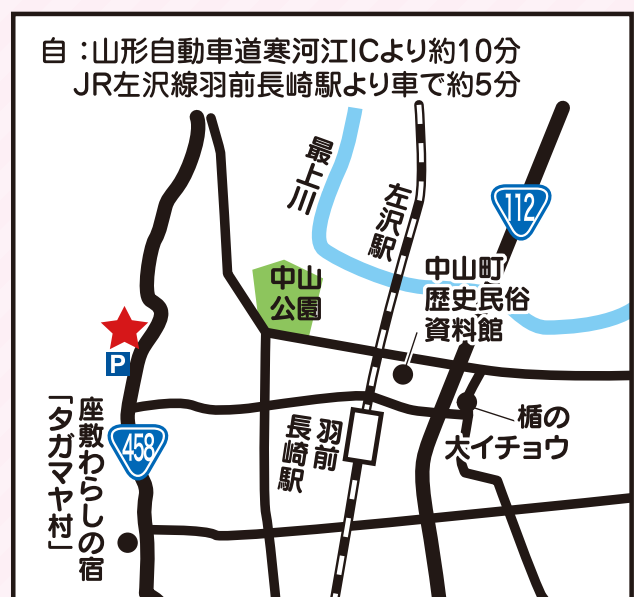 自：山形自動車道寒河江ICより約10分
JR左沢線羽前長崎駅より車で約5分
最上川
左沢駅
112
中山
公園
中山町
歴史民俗
資料館
P
楯の
大イチョウ
458
羽前
長崎駅
座敷わらしの宿
「タガマヤ村」